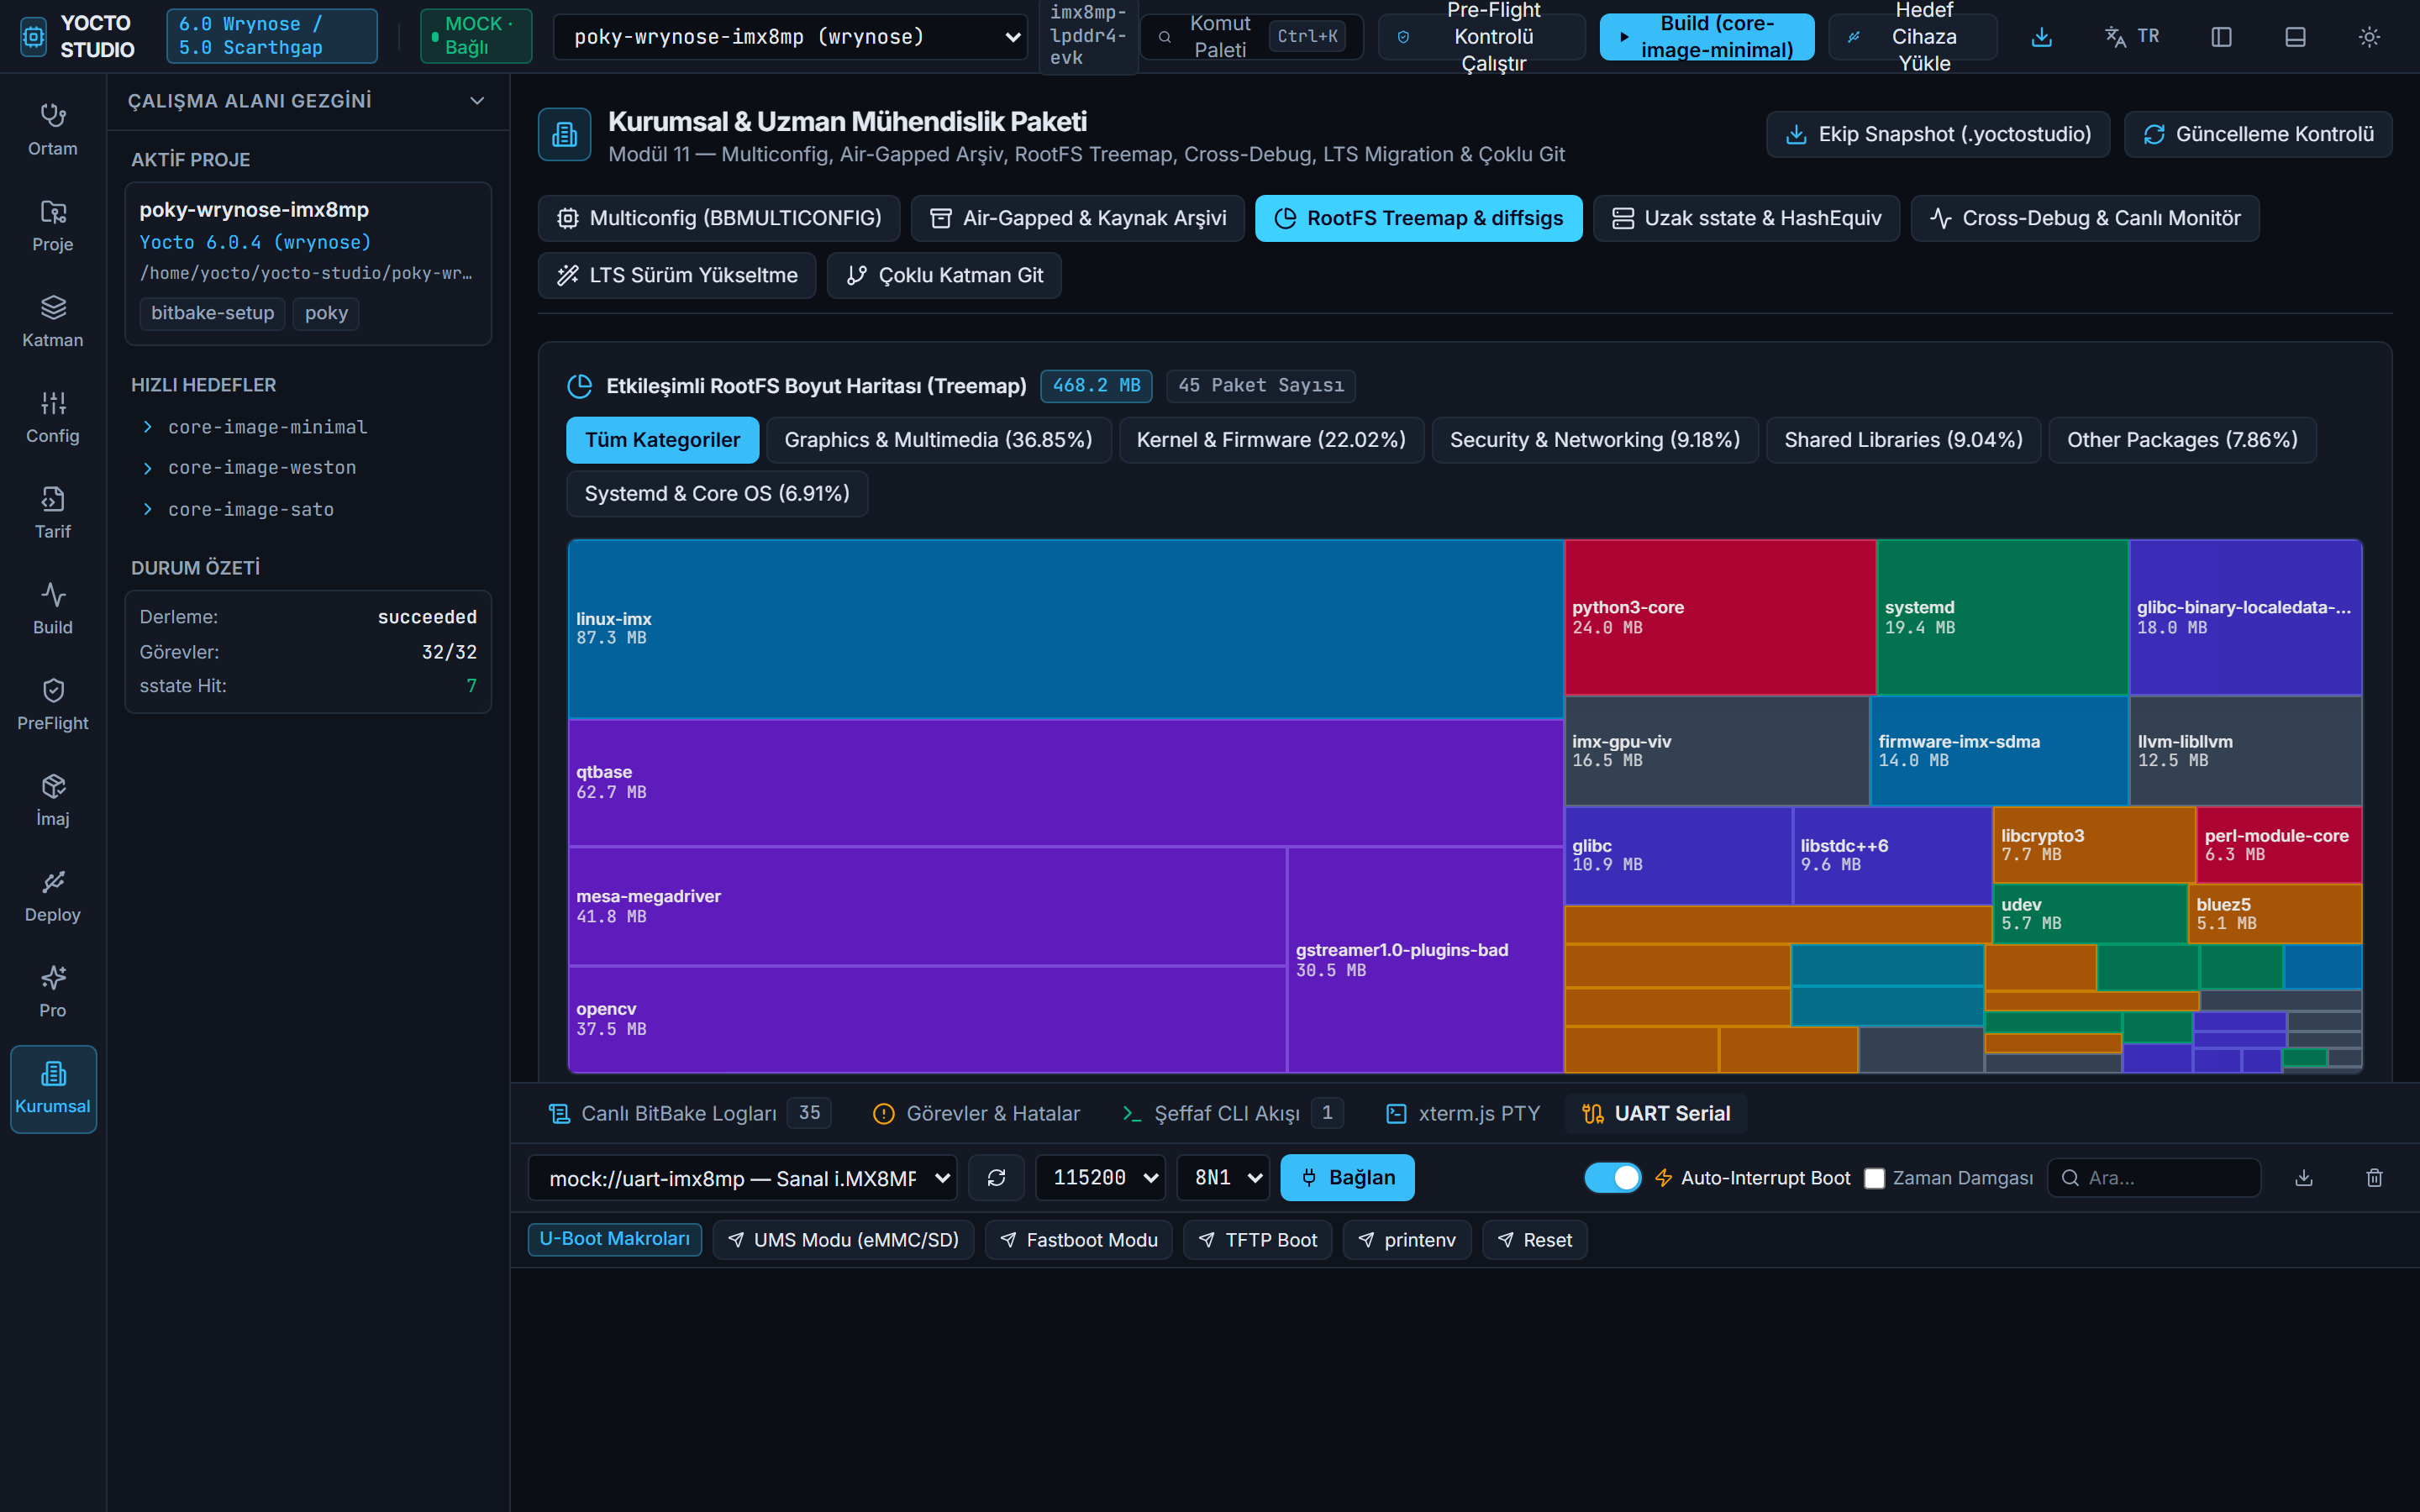 YOCTO STUDIO
6.0 Wrynose / 5.0 Scarthgap
MOCK · Bağlı
poky-wrynose-imx8mp (wrynose)
imx8mp-lpddr4-evk
Komut Paleti Ctrl+K
Pre-Flight Kontrolü Çalıştır
Build (core-image-minimal)
Hedef Cihaza Yükle
TR
Ortam
Proje
Katman
Config
Tarif
Build
PreFlight
İmaj
Deploy
Pro
Kurumsal
ÇALIŞMA ALANI GEZGİNİ
AKTİF PROJE
poky-wrynose-imx8mp
Yocto 6.0.4 (wrynose)
/home/yocto/yocto-studio/poky-wr…
bitbake-setup poky
HIZLI HEDEFLER
core-image-minimal
core-image-weston
core-image-sato
DURUM ÖZETİ
Derleme: succeeded
Görevler: 32/32
sstate Hit: 7
Kurumsal & Uzman Mühendislik Paketi
Modül 11 — Multiconfig, Air-Gapped Arşiv, RootFS Treemap, Cross-Debug, LTS Migration & Çoklu Git
Ekip Snapshot (.yoctostudio)
Güncelleme Kontrolü
Multiconfig (BBMULTICONFIG)
Air-Gapped & Kaynak Arşivi
RootFS Treemap & diffsigs
Uzak sstate & HashEquiv
Cross-Debug & Canlı Monitör
LTS Sürüm Yükseltme
Çoklu Katman Git
Etkileşimli RootFS Boyut Haritası (Treemap) 468.2 MB 45 Paket Sayısı
Tüm Kategoriler
Graphics & Multimedia (36.85%)
Kernel & Firmware (22.02%)
Security & Networking (9.18%)
Shared Libraries (9.04%)
Other Packages (7.86%)
Systemd & Core OS (6.91%)
linux-imx
87.3 MB
qtbase
62.7 MB
mesa-megadriver
41.8 MB
opencv
37.5 MB
gstreamer1.0-plugins-bad
30.5 MB
python3-core
24.0 MB
systemd
19.4 MB
glibc-binary-localedata-...
18.0 MB
imx-gpu-viv
16.5 MB
firmware-imx-sdma
14.0 MB
llvm-libllvm
12.5 MB
glibc
10.9 MB
libstdc++6
9.6 MB
libcrypto3
7.7 MB
perl-module-core
6.3 MB
udev
5.7 MB
bluez5
5.1 MB
Canlı BitBake Logları 35
Görevler & Hatalar
Şeffaf CLI Akışı 1
xterm.js PTY
UART Serial
mock://uart-imx8mp — Sanal i.MX8MP
115200
8N1
Bağlan
Auto-Interrupt Boot
Zaman Damgası
Ara...
U-Boot Makroları
UMS Modu (eMMC/SD)
Fastboot Modu
TFTP Boot
printenv
Reset